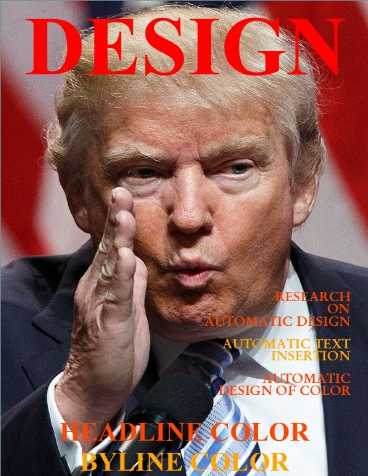 DESIGN
RESEARCH
ON
AUTOMATIC DESIGN
AUTOMATIC TEXT
INSERTION
AUTOMATIC
DESIGN OF COLOR
HEADLINE COLOR
BYLINE COLOR